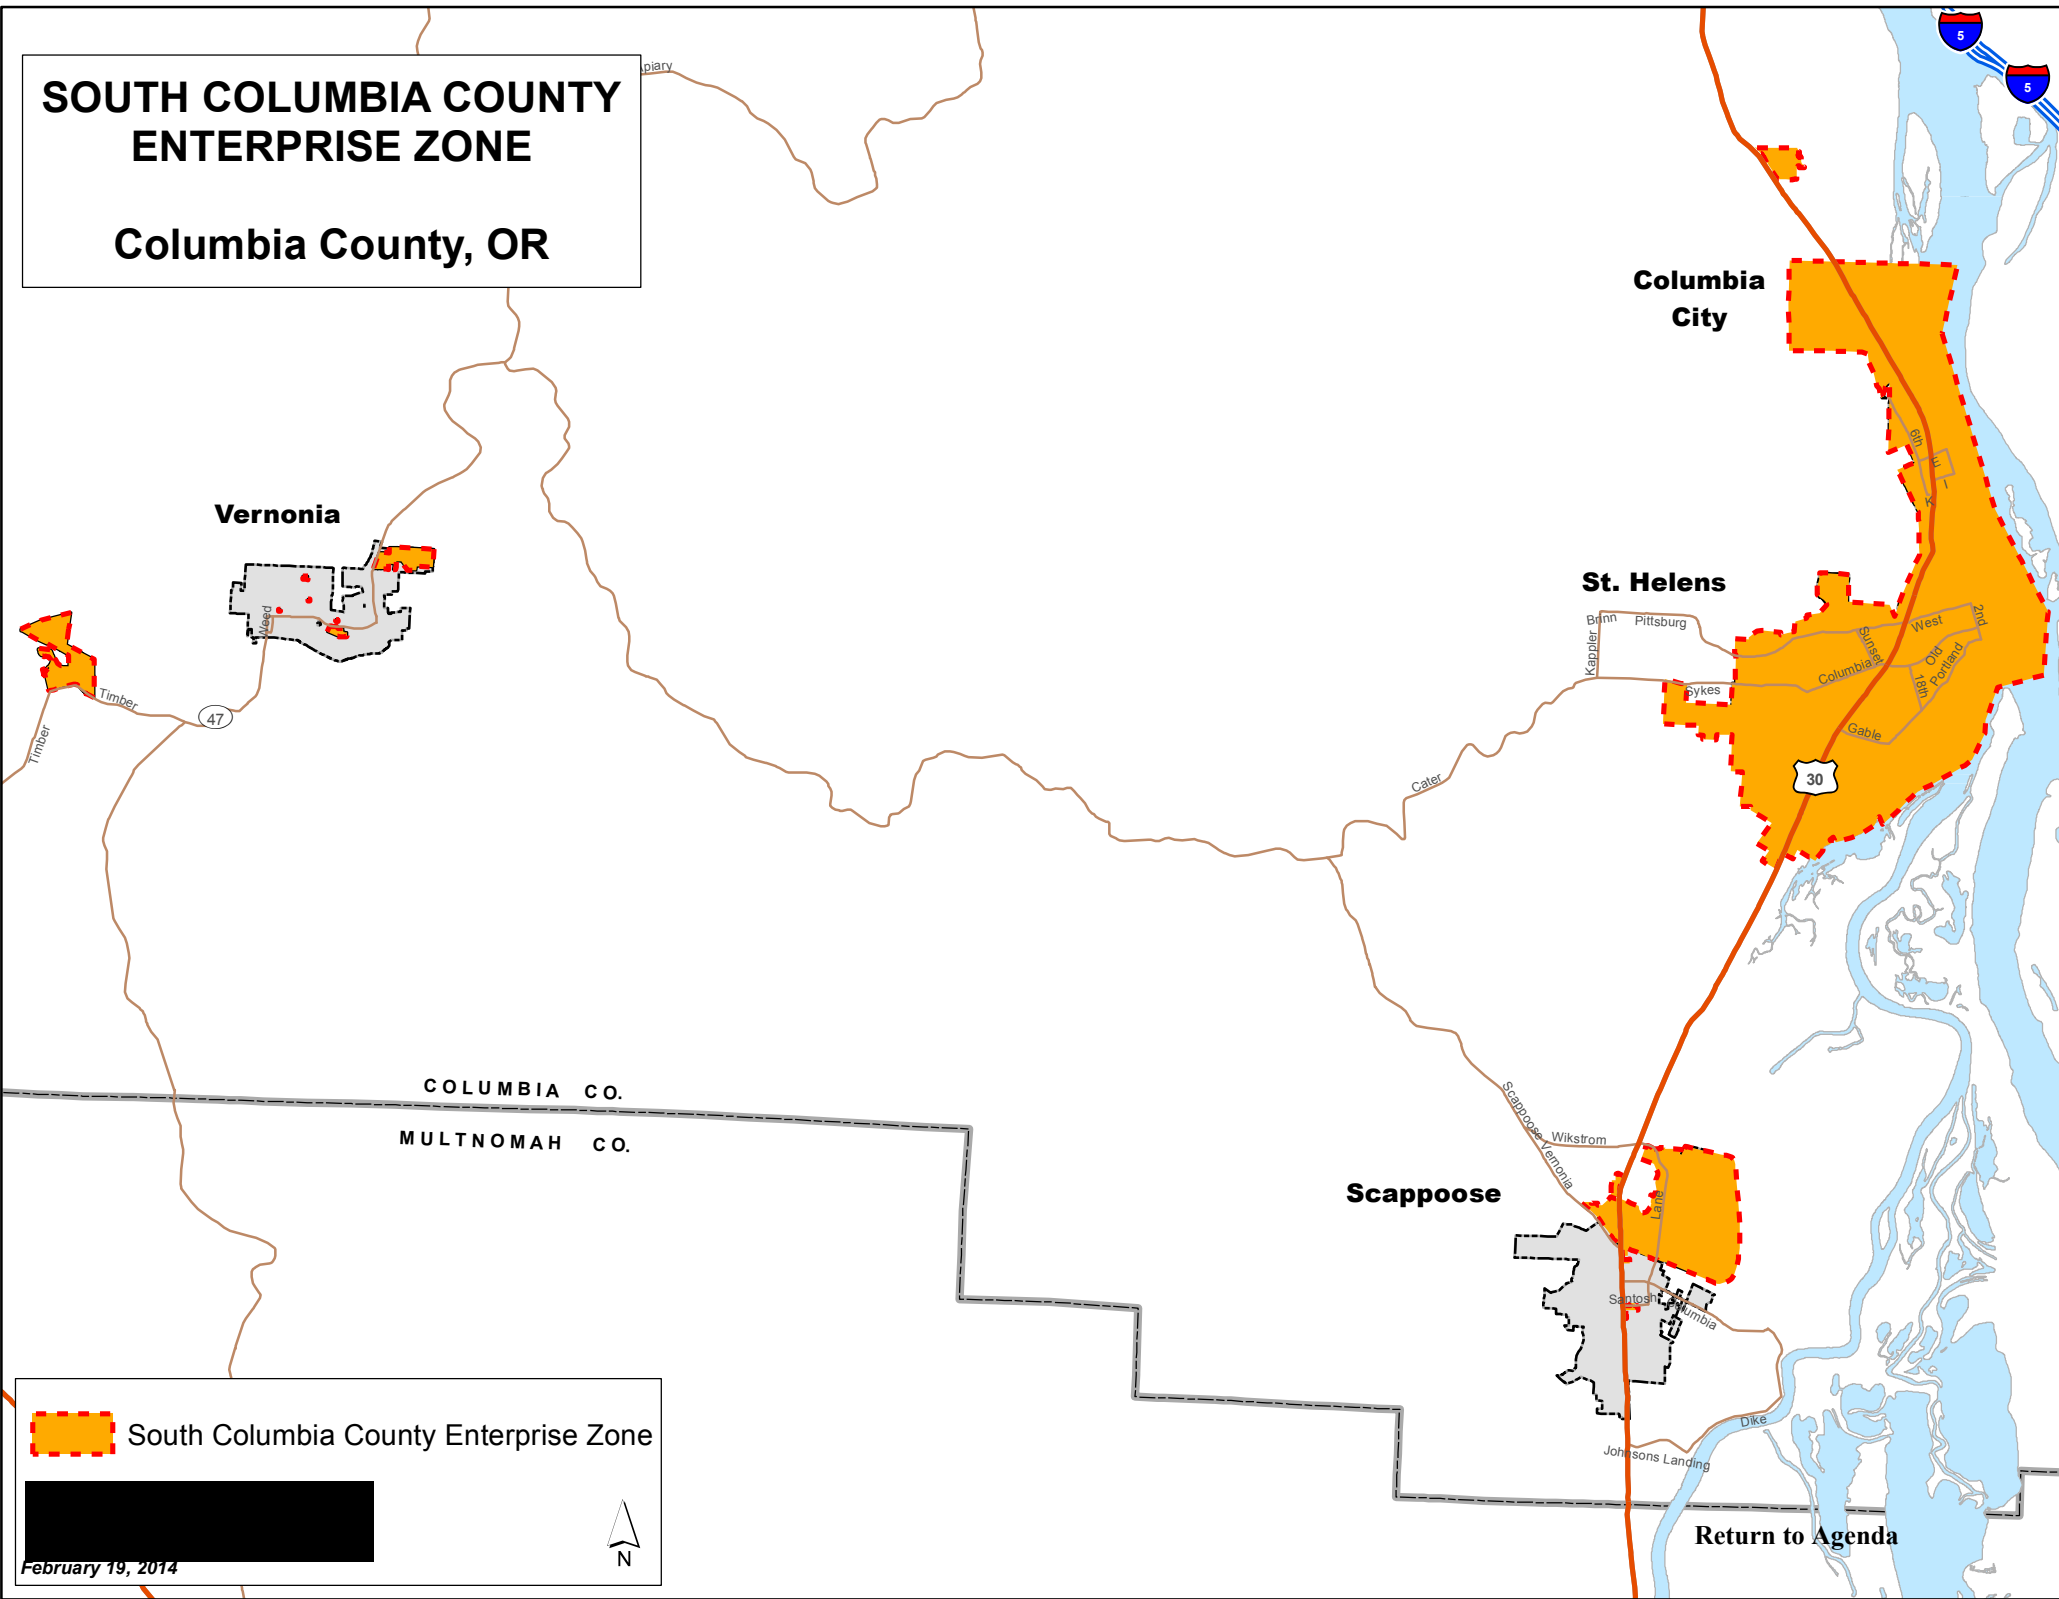 SOUTH COLUMBIA COUNTY
ENTERPRISE ZONE
Columbia County, OR
5
5
Columbia
City
6th
E
I
K
Vernonia
Weed
Timber
Timber
47
St. Helens
Brinn
Pittsburg
Kappler
Sykes
Columbia
Sunset
West
2nd
Old
Portland
18th
Gable
30
Cater
COLUMBIA CO.
MULTNOMAH CO.
Scappoose Vernonia
Wikstrom
Lane
Scappoose
Santosh
Columbia
Dike
Johnsons Landing
South Columbia County Enterprise Zone
N
February 19, 2014
Return to Agenda